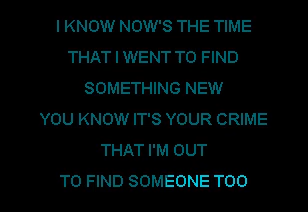 I KNOW NOW'S THE TIME
THAT I WENT TO FIND
SOMETHING NEW
YOU KNOW IT'S YOUR CRIME
THAT I'M OUT
TO FIND SOMEONE TOO